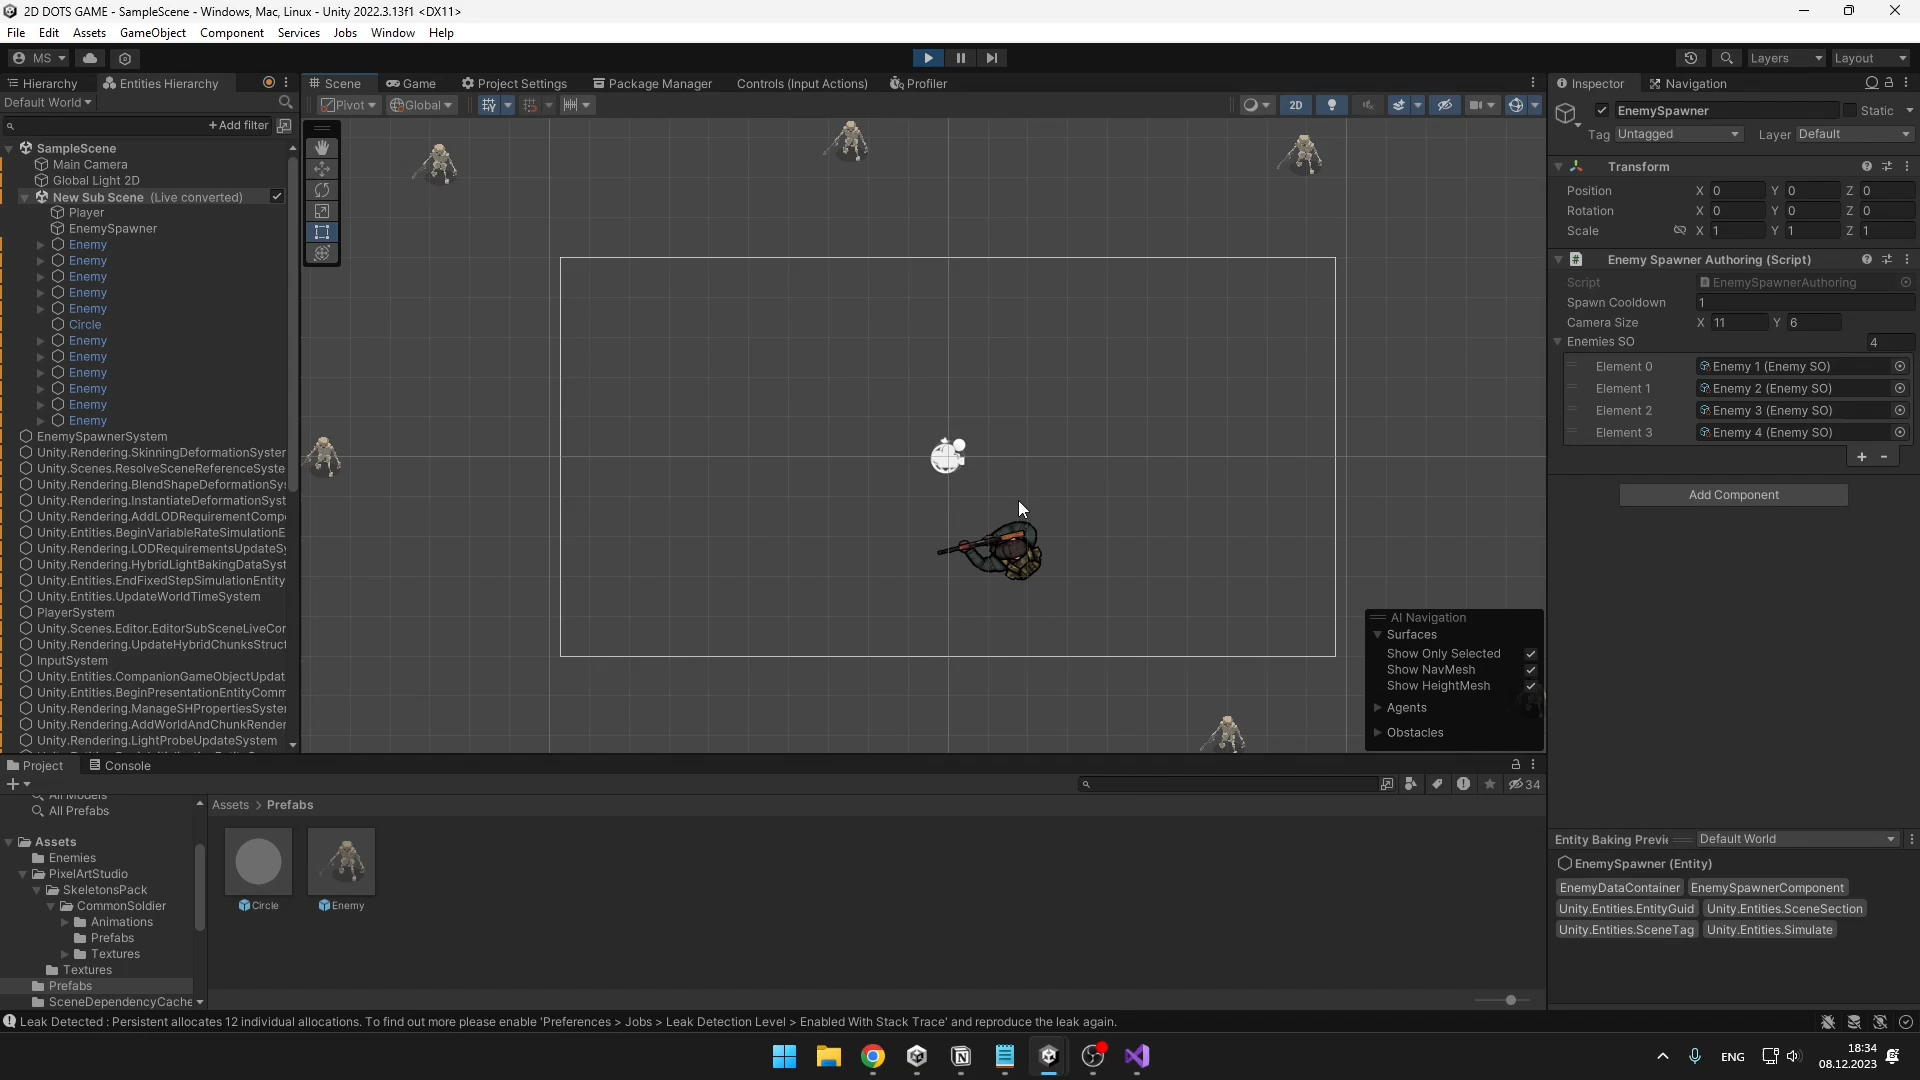 2D DOTS GAME - SampleScene - Windows, Mac, Linux - Unity 2022.3.13f1 <DX11>
File Edit Assets GameObject Component Services Jobs Window Help
MS Layers Layout
Hierarchy Entities Hierarchy Scene Game Project Settings Package Manager Controls (Input Actions) Profiler Inspector Navigation
Default World Pivot Global 2D
+ Add filter
EnemySpawner Static
Tag Untagged Layer Default
SampleScene
Main Camera
Global Light 2D
New Sub Scene (Live converted)
Player
EnemySpawner
Enemy
Enemy
Enemy
Enemy
Enemy
Circle
Enemy
Enemy
Enemy
Enemy
Enemy
Enemy
EnemySpawnerSystem
Unity.Rendering.SkinningDeformationSyster
Unity.Scenes.ResolveSceneReferenceSyste
Unity.Rendering.BlendShapeDeformationSy
Unity.Rendering.InstantiateDeformationSyst
Unity.Rendering.AddLODRequirementComp
Unity.Entities.BeginVariableRateSimulationE
Unity.Rendering.LODRequirementsUpdateSy
Unity.Rendering.HybridLightBakingDataSyst
Unity.Entities.EndFixedStepSimulationEntity
Unity.Entities.UpdateWorldTimeSystem
PlayerSystem
Unity.Scenes.Editor.EditorSubSceneLiveCor
Unity.Rendering.UpdateHybridChunksStruct
InputSystem
Unity.Entities.CompanionGameObjectUpdat
Unity.Entities.BeginPresentationEntityComm
Unity.Rendering.ManageSHPropertiesSyster
Unity.Rendering.AddWorldAndChunkRender
Unity.Rendering.LightProbeUpdateSystem
AI Navigation
Surfaces
Show Only Selected
Show NavMesh
Show HeightMesh
Agents
Obstacles
Transform
Position X 0 Y 0 Z 0
Rotation X 0 Y 0 Z 0
Scale X 1 Y 1 Z 1
Enemy Spawner Authoring (Script)
Script EnemySpawnerAuthoring
Spawn Cooldown 1
Camera Size X 11 Y 6
Enemies SO 4
Element 0 Enemy 1 (Enemy SO)
Element 1 Enemy 2 (Enemy SO)
Element 2 Enemy 3 (Enemy SO)
Element 3 Enemy 4 (Enemy SO)
+ -
Add Component
Project Console
34
All Models
All Prefabs
Assets
Enemies
PixelArtStudio
SkeletonsPack
CommonSoldier
Animations
Prefabs
Textures
Textures
Prefabs
SceneDependencyCache
Assets > Prefabs
Circle Enemy
Entity Baking Previe Default World
EnemySpawner (Entity)
EnemyDataContainer EnemySpawnerComponent
Unity.Entities.EntityGuid Unity.Entities.SceneSection
Unity.Entities.SceneTag Unity.Entities.Simulate
Leak Detected : Persistent allocates 12 individual allocations. To find out more please enable 'Preferences > Jobs > Leak Detection Level > Enabled With Stack Trace' and reproduce the leak again.
ENG 18:34
08.12.2023